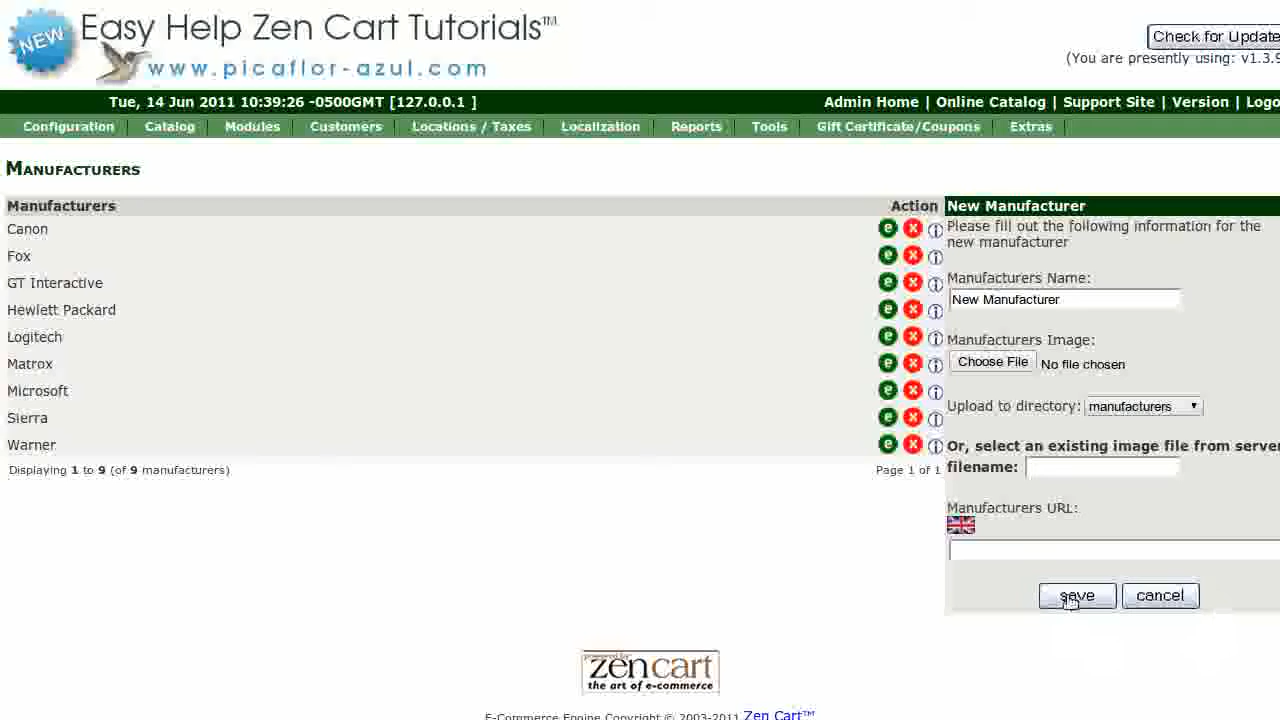 NEW
Easy Help Zen Cart Tutorials™
www.picaflor-azul.com
Check for Update
(You are presently using: v1.3.9
Tue, 14 Jun 2011 10:39:26 -0500GMT [127.0.0.1 ]
Admin Home | Online Catalog | Support Site | Version | Logo
Configuration | Catalog | Modules | Customers | Locations / Taxes | Localization | Reports | Tools | Gift Certificate/Coupons | Extras |
Manufacturers
Manufacturers Action
Canon
Fox
GT Interactive
Hewlett Packard
Logitech
Matrox
Microsoft
Sierra
Warner
Displaying 1 to 9 (of 9 manufacturers) Page 1 of 1
New Manufacturer
Please fill out the following information for the
new manufacturer
Manufacturers Name:
New Manufacturer
Manufacturers Image:
Choose File No file chosen
Upload to directory: manufacturers
Or, select an existing image file from server
filename:
Manufacturers URL:
save cancel
powered by
zen cart
the art of e-commerce
E-Commerce Engine Copyright © 2003-2011 Zen Cart™